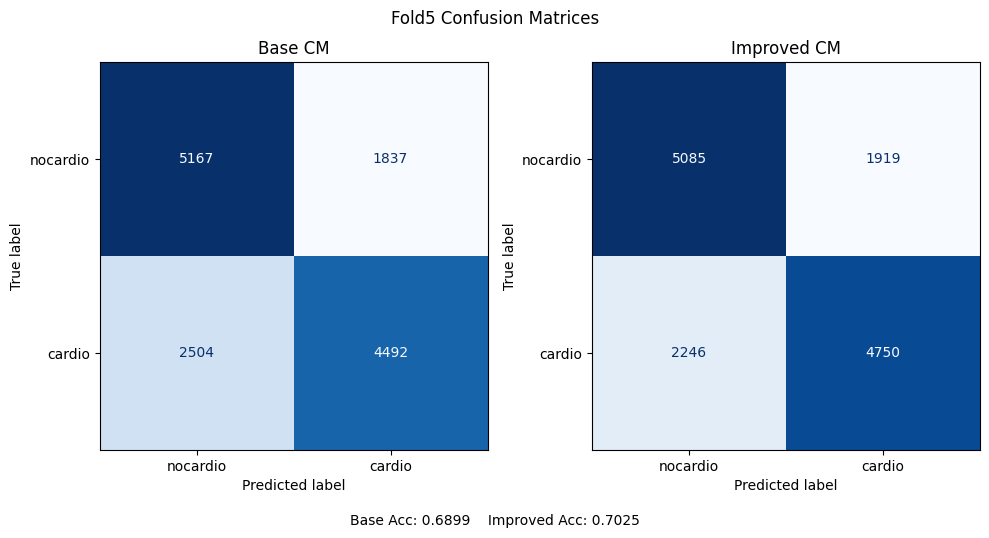 Fold5 Confusion Matrices
Base CM
Improved CM
nocardio
5167
1837
nocardio
5085
1919
True label
True label
cardio
2504
4492
cardio
2246
4750
nocardio
cardio
nocardio
cardio
Predicted label
Predicted label
Base Acc: 0.6899    Improved Acc: 0.7025